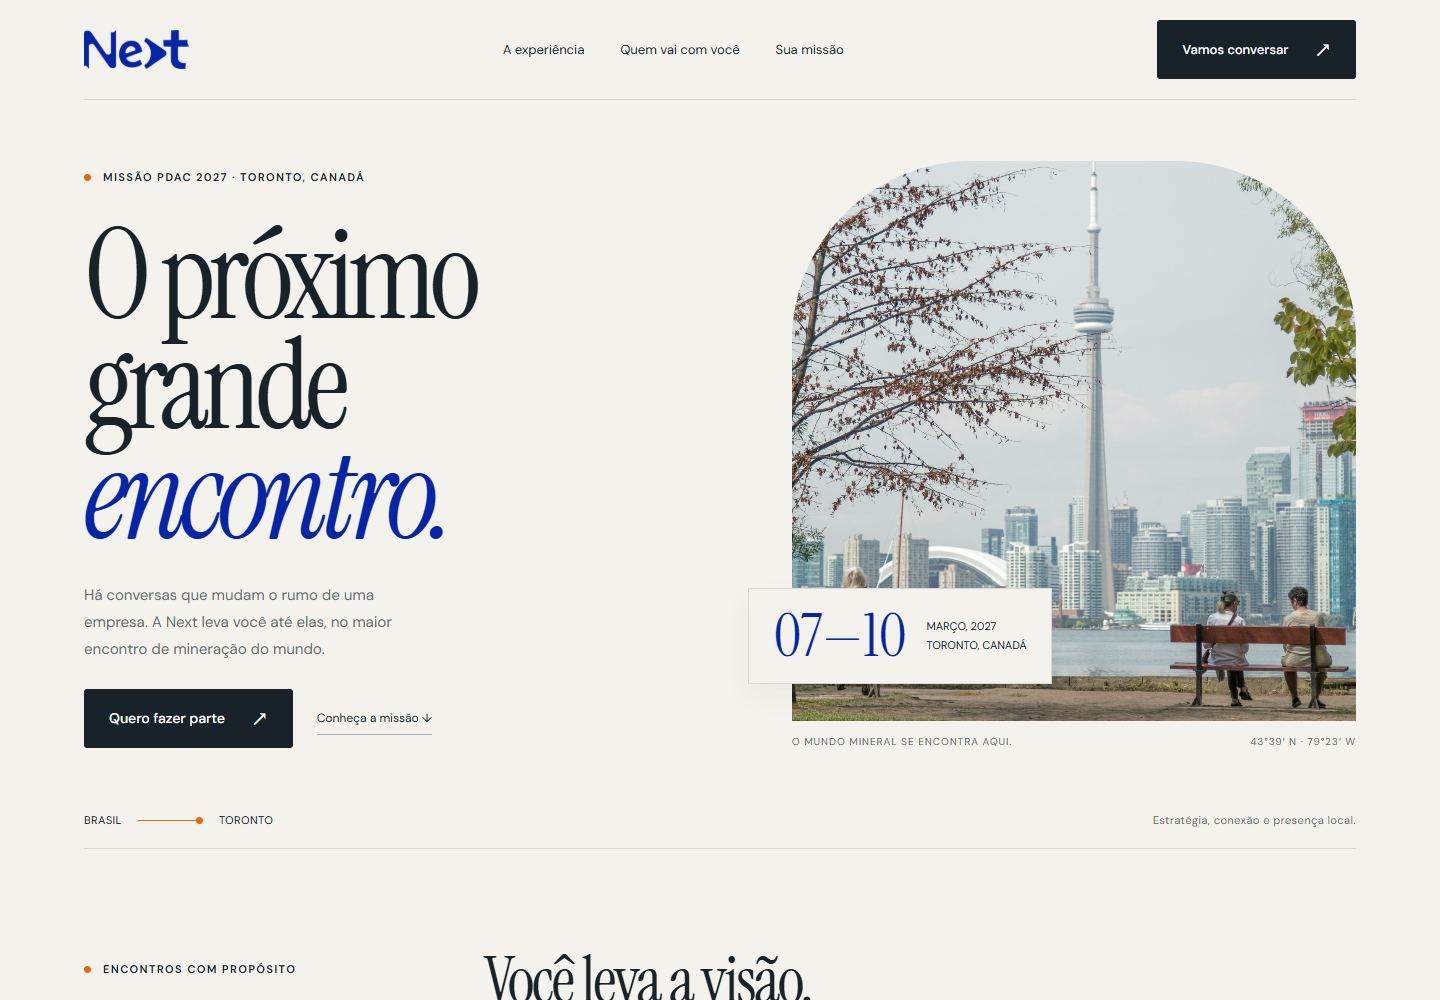 Next
A experiência
Quem vai com você
Sua missão
Vamos conversar ↗
MISSÃO PDAC 2027 · TORONTO, CANADÁ
O próximo
grande
encontro.
Há conversas que mudam o rumo de uma
empresa. A Next leva você até elas, no maior
encontro de mineração do mundo.
Quero fazer parte ↗
Conheça a missão ↓
07—10
MARÇO, 2027
TORONTO, CANADÁ
O MUNDO MINERAL SE ENCONTRA AQUI.
43°39′ N · 79°23′ W
BRASIL
TORONTO
Estratégia, conexão e presença local.
ENCONTROS COM PROPÓSITO
Você leva a visão.